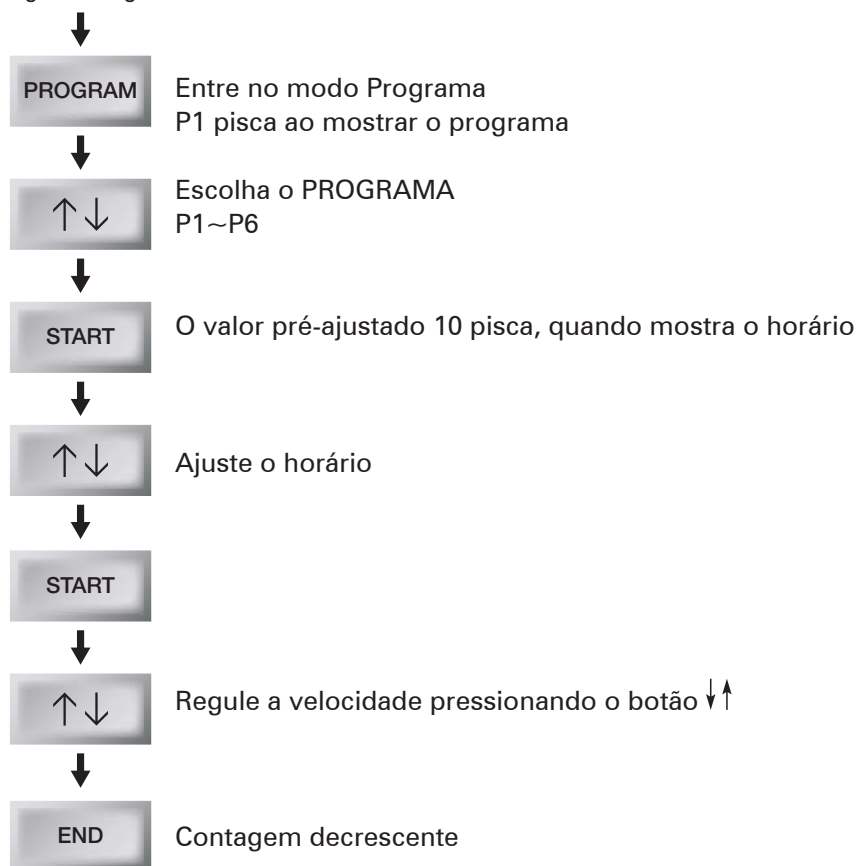 PROGRAM
Entre no modo Programa
P1 pisca ao mostrar o programa
↑↓
Escolha o PROGRAMA
P1~P6
START
O valor pré-ajustado 10 pisca, quando mostra o horário
↑↓
Ajuste o horário
START
↑↓
Regule a velocidade pressionando o botão ↓↑
END
Contagem decrescente